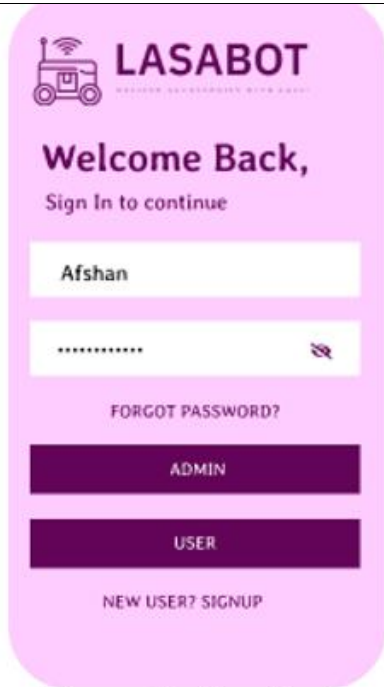 LASABOT
Welcome Back,
Sign In to continue
Afshan
••••••••••••
FORGOT PASSWORD?
ADMIN
USER
NEW USER? SIGNUP